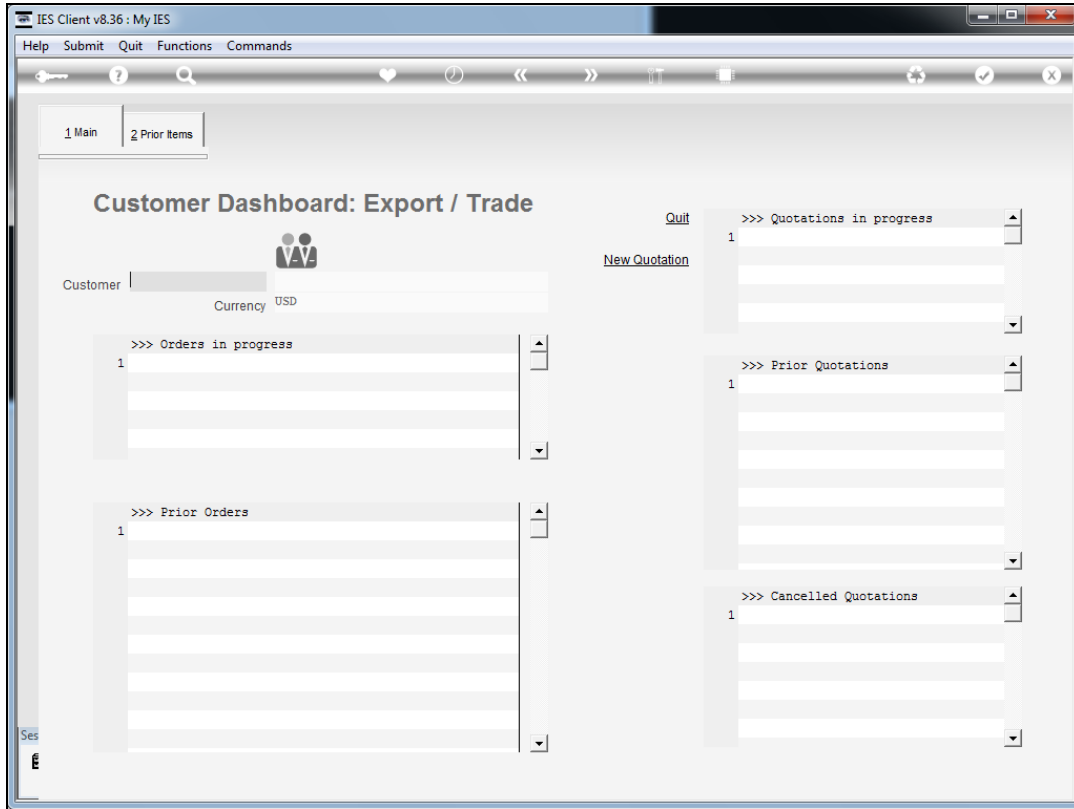 IES Client v8.36 : My IES
Help Submit Quit Functions Commands
1 Main
2 Prior Items
Customer Dashboard: Export / Trade
Customer
Currency USD
Quit
New Quotation
>>> Quotations in progress
1
>>> Orders in progress
1
>>> Prior Quotations
1
>>> Prior Orders
1
>>> Cancelled Quotations
1
Ses